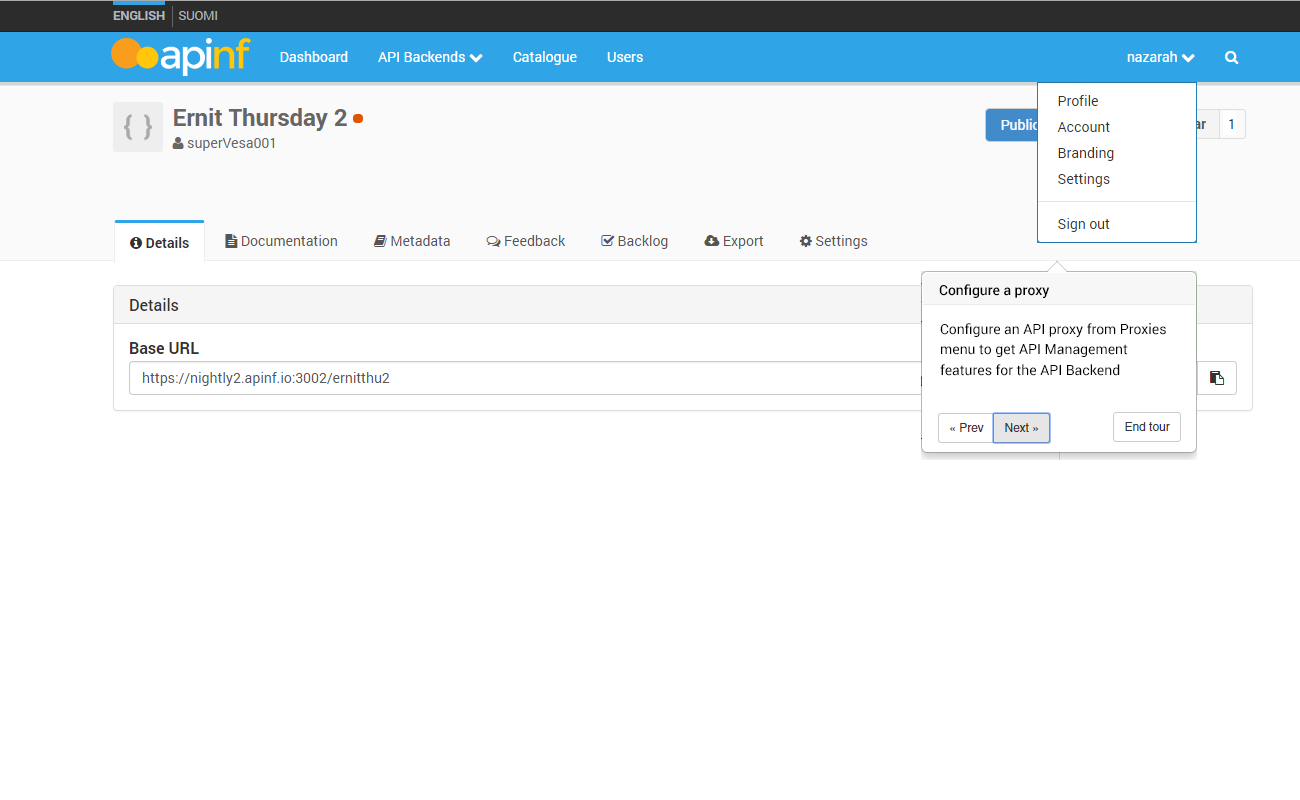 ENGLISH SUOMI
apinf Dashboard API Backends Catalogue Users nazarah
Profile
Account
Branding
Settings
Sign out
{ } Ernit Thursday 2
superVesa001
Public
ar 1
Details Documentation Metadata Feedback Backlog Export Settings
Configure a proxy
Configure an API proxy from Proxies
menu to get API Management
features for the API Backend
« Prev Next » End tour
Details
Base URL
https://nightly2.apinf.io:3002/ernitthu2